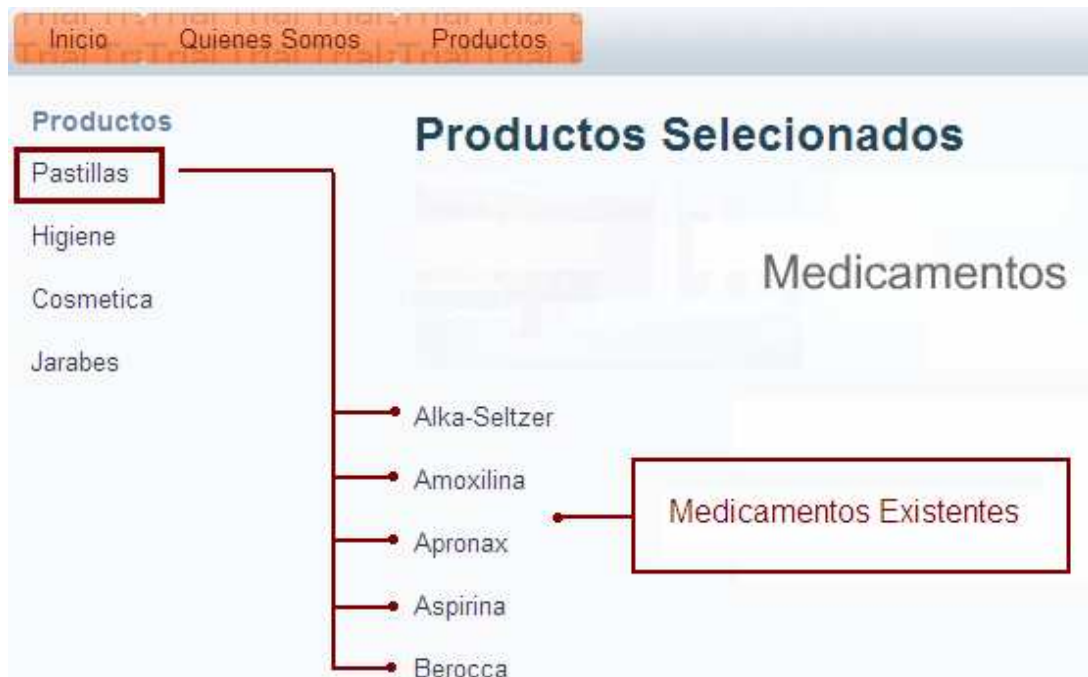 Inicio Quienes Somos Productos
Productos
Pastillas
Higiene
Cosmetica
Jarabes
Productos Selecionados
Medicamentos
Alka-Seltzer
Amoxilina
Apronax
Aspirina
Berocca
Medicamentos Existentes